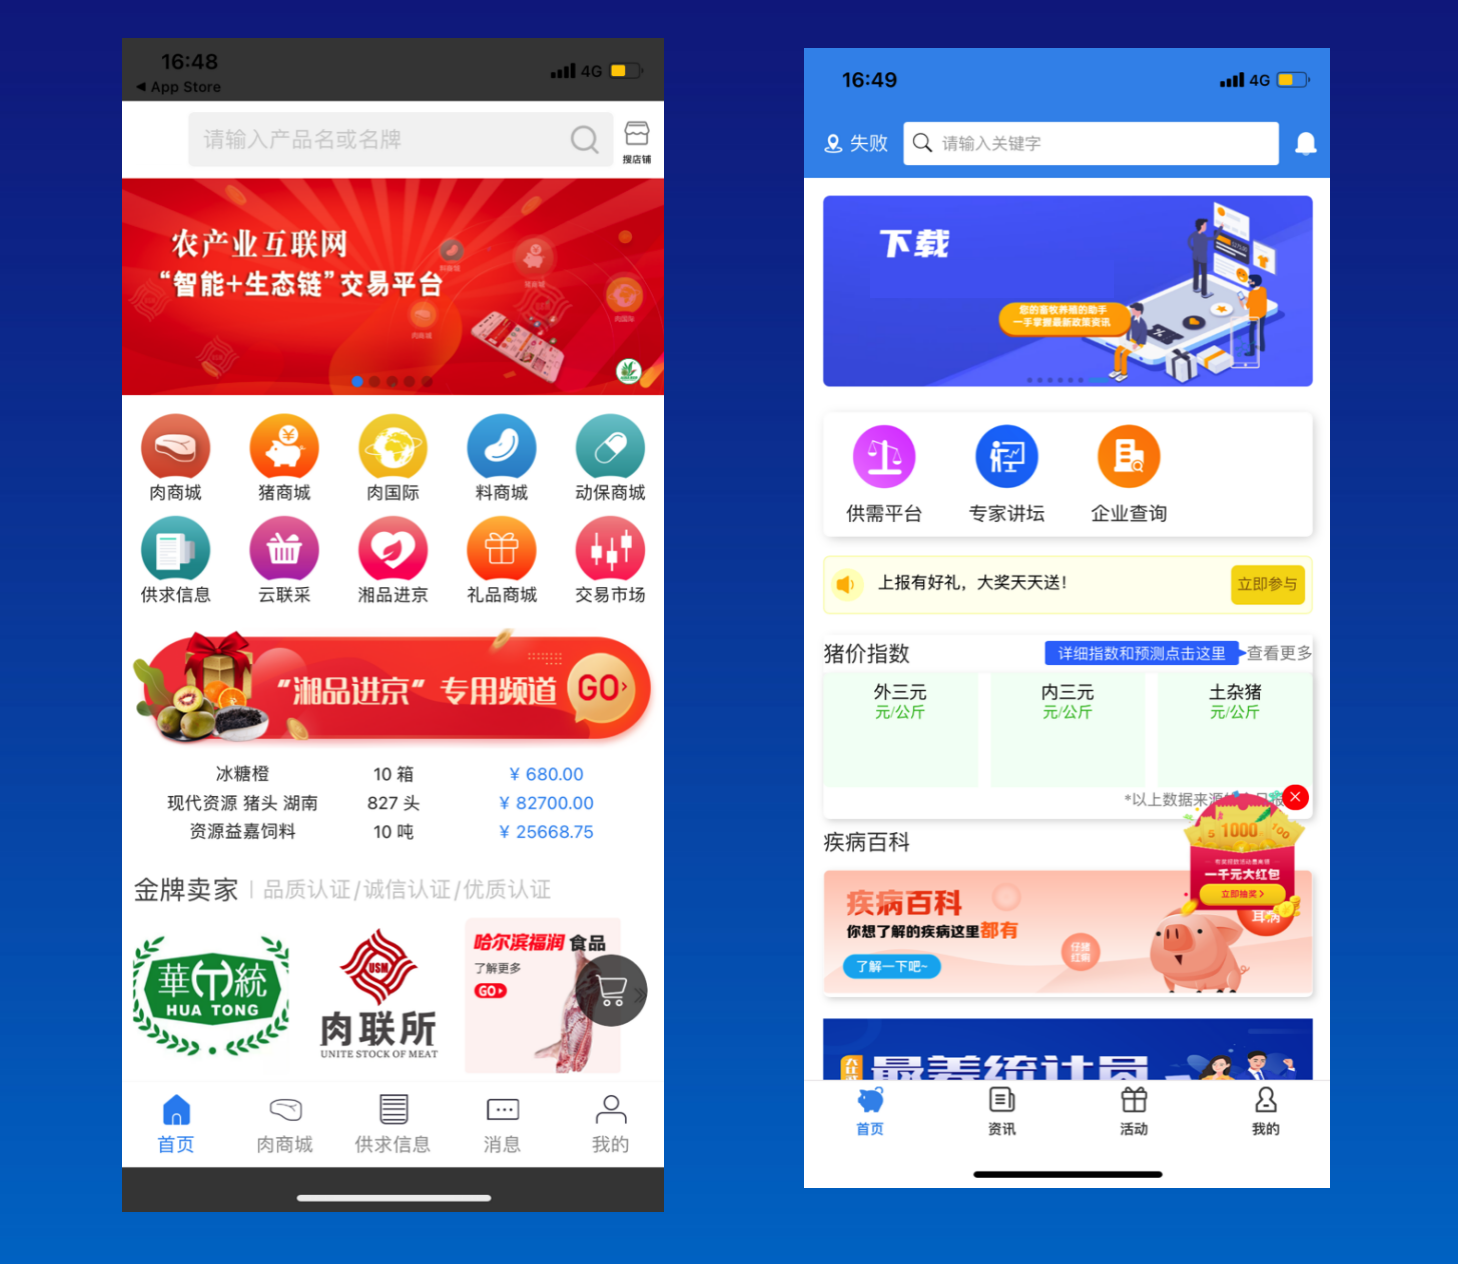 16:48
4G
◀ App Store
请输入产品名或名牌
搜店铺
农产业互联网
“智能+生态链”交易平台
肉商城
猪商城
肉国际
料商城
动保商城
供求信息
云联采
湘品进京
礼品商城
交易市场
"湘品进京" 专用频道
GO
冰糖橙 10 箱 ¥ 680.00
现代资源 猪头 湖南 827 头 ¥ 82700.00
资源益嘉饲料 10 吨 ¥ 25668.75
金牌卖家 | 品质认证/诚信认证/优质认证
華统
HUA TONG
USM
肉联所
UNITE STOCK OF MEAT
哈尔滨福润 食品
了解更多
GO
首页
肉商城
供求信息
消息
我的
16:49
4G
失败
请输入关键字
下载
您的畜牧养殖的助手
一手掌握最新政策资讯
供需平台
专家讲坛
企业查询
上报有好礼，大奖天天送！
立即参与
猪价指数
详细指数和预测点击这里
查看更多
外三元
元/公斤
内三元
元/公斤
土杂猪
元/公斤
*以上数据来源
5
1000
100
一千元大红包
立即抽奖
疾病百科
疾病百科
你想了解的疾病这里都有
了解一下吧~
仔猪
红痢
耳病
最美统计员
首页
资讯
活动
我的